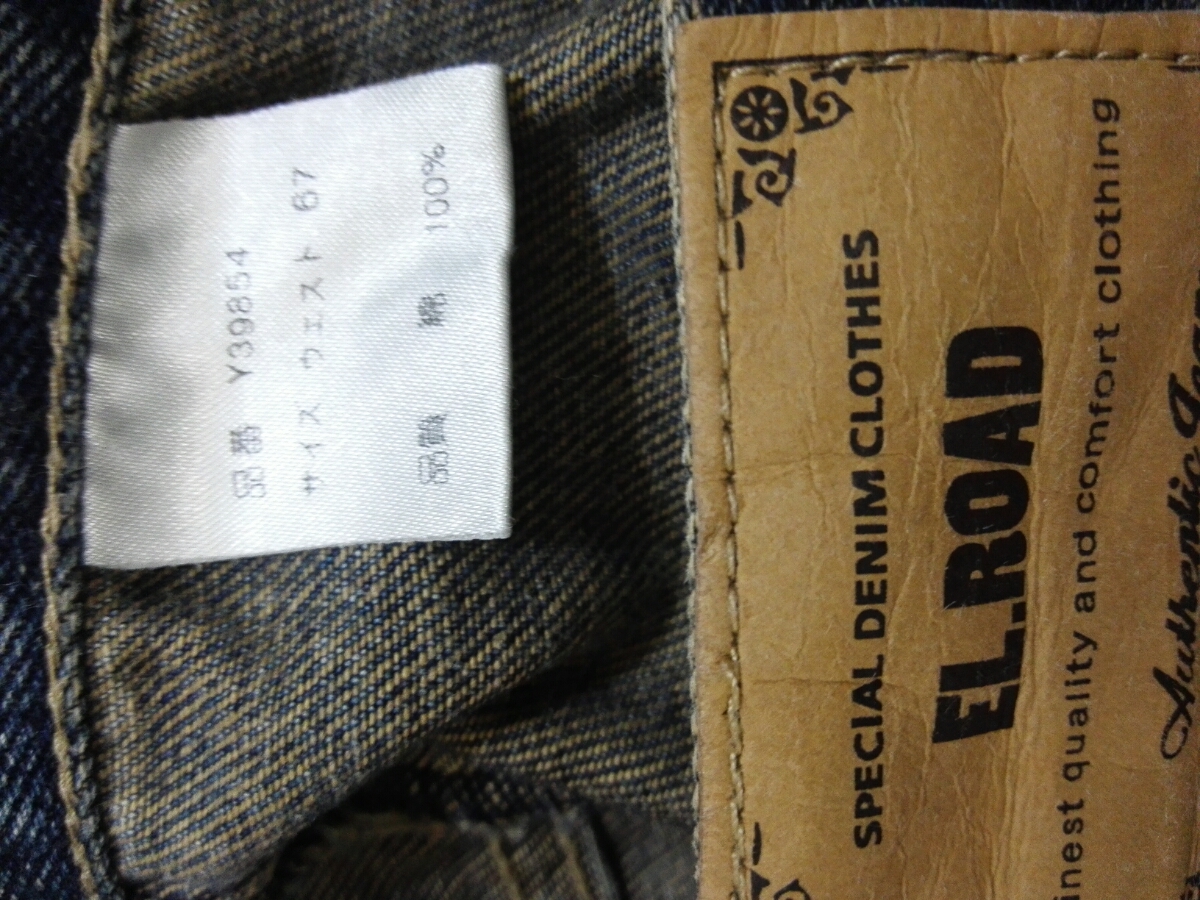 品番 Y39854
サイズ ウエスト 67
品質 綿 100%
SPECIAL DENIM CLOTHES
EL.ROAD
inest quality and comfort clothing
Authentic